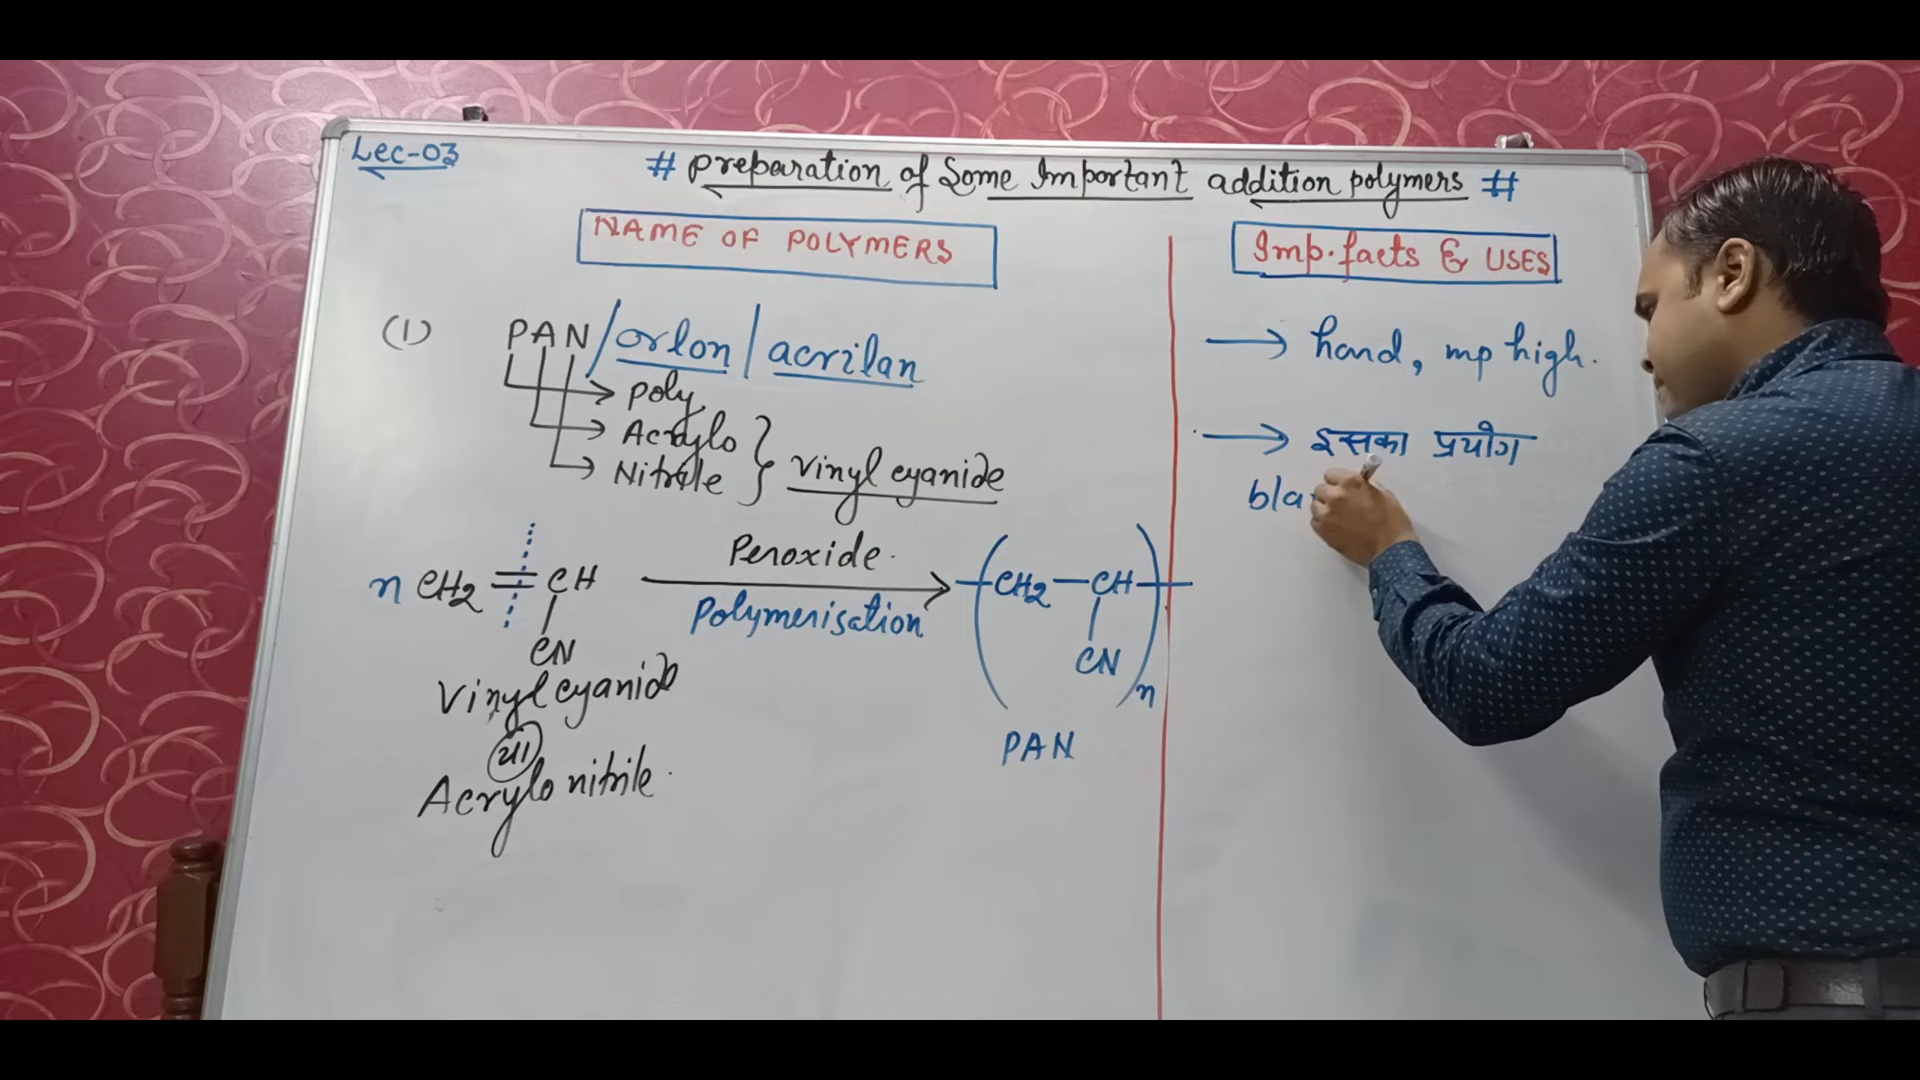 Lec-03
# preparation of Some Important addition polymers #
NAME OF POLYMERS
Imp. facts & USES
(1) PAN/orlon/acrilan
poly
Acrylo
Nitrile
vinyl cyanide
n CH2 = CH
CN
Peroxide.
Polymerisation
( CH2 — CH ) n
CN
PAN
Vinyl cyanide
या
Acrylonitrile.
→ hard, mp high.
→ इसका प्रयोग
bla